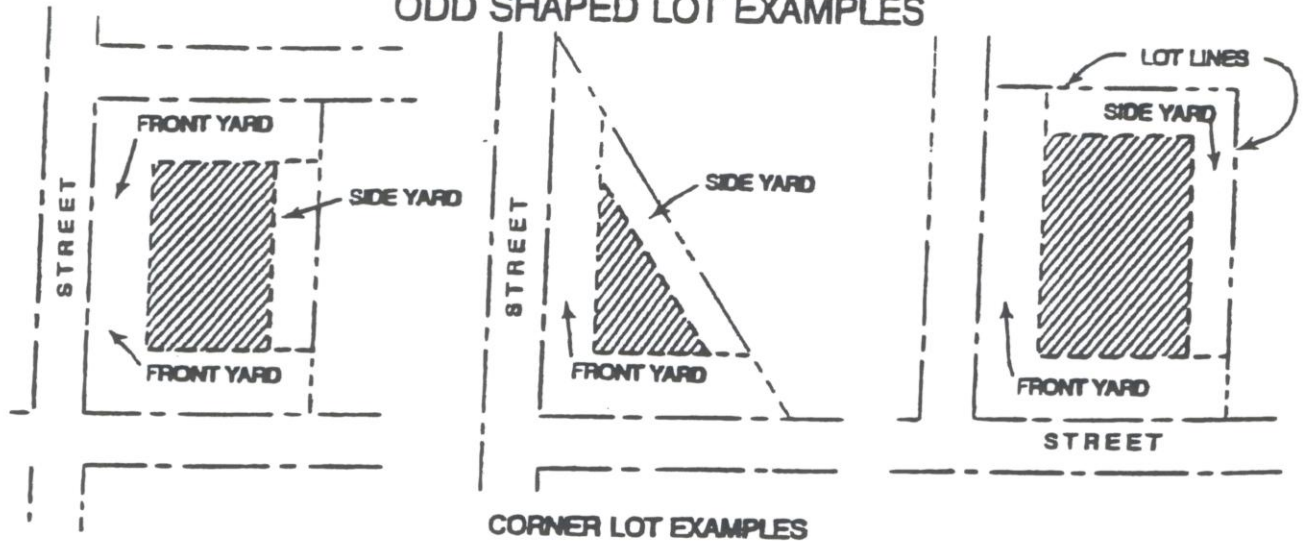 ODD SHAPED LOT EXAMPLES
FRONT YARD
STREET
SIDE YARD
FRONT YARD
STREET
SIDE YARD
FRONT YARD
LOT LINES
SIDE YARD
FRONT YARD
STREET
CORNER LOT EXAMPLES